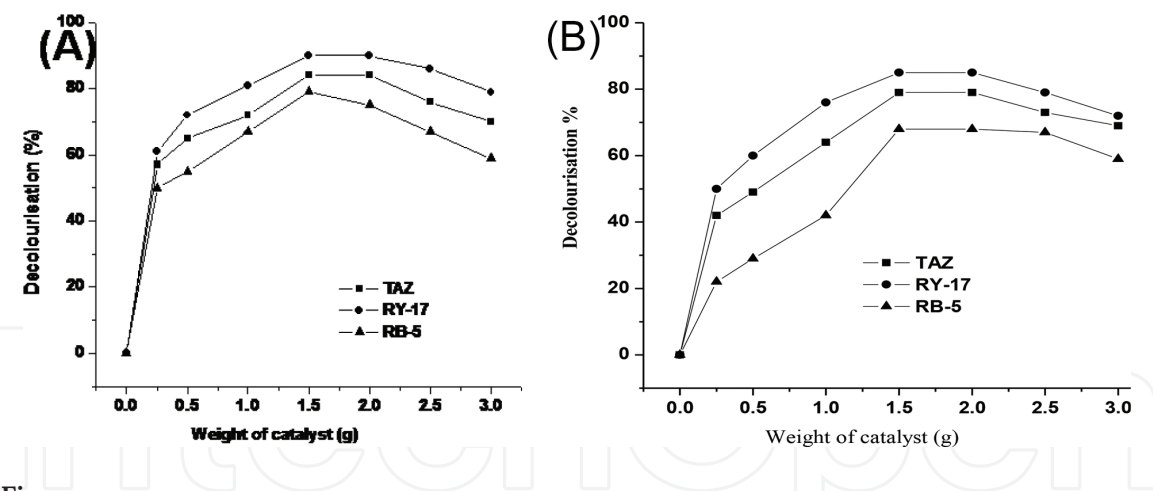 (A)
100
80
60
40
20
0
Decolourisation (%)
TAZ
RY-17
RB-5
0.0 0.5 1.0 1.5 2.0 2.5 3.0
Weight of catalyst (g)
(B)
100
80
60
40
20
0
Decolourisation %
TAZ
RY-17
RB-5
0.0 0.5 1.0 1.5 2.0 2.5 3.0
Weight of catalyst (g)